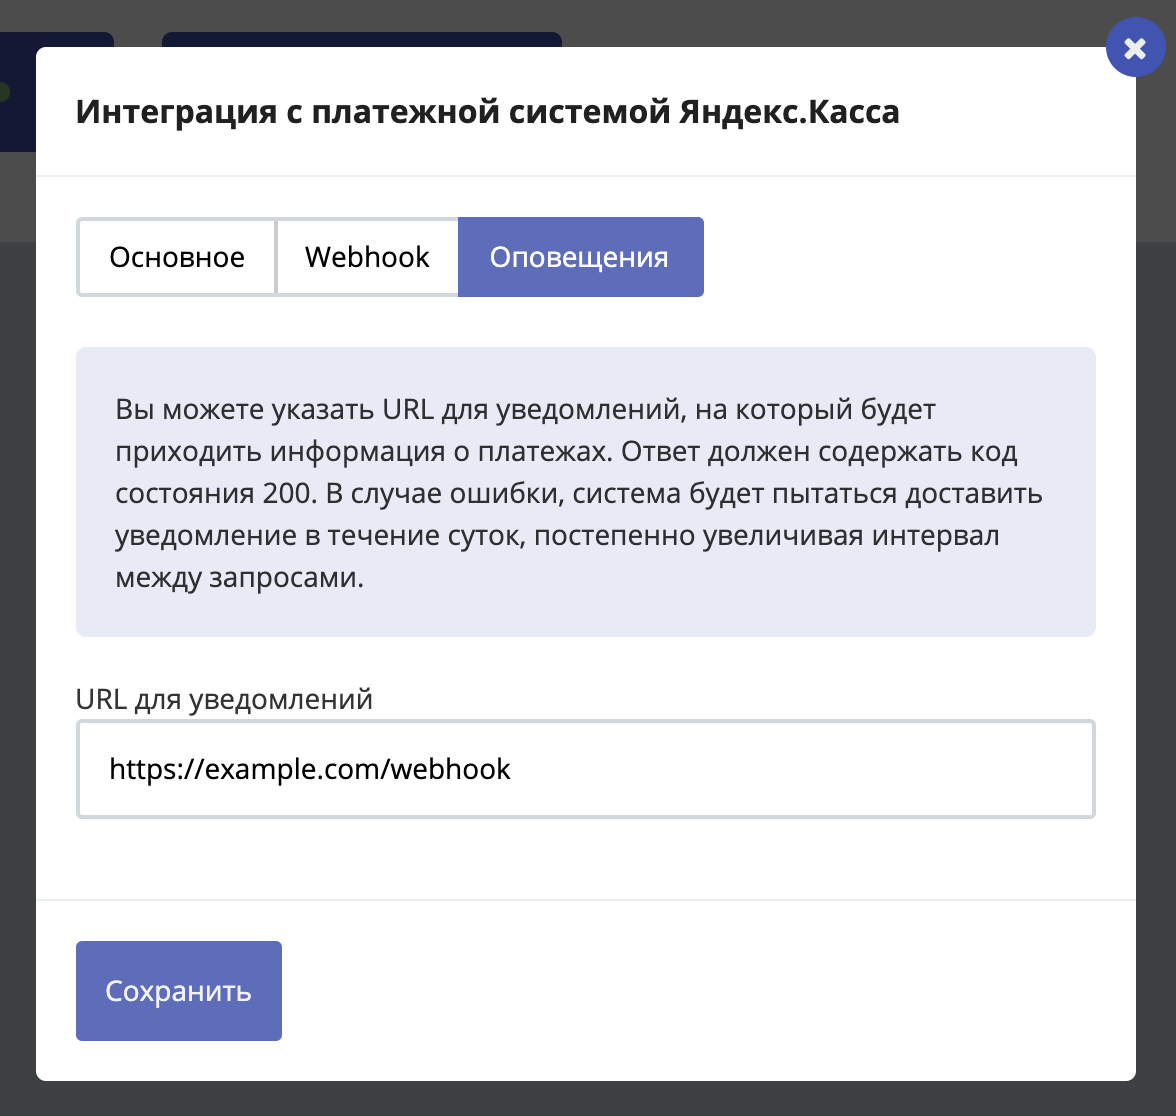 Интеграция с платежной системой Яндекс.Касса
Основное
Webhook
Оповещения
Вы можете указать URL для уведомлений, на который будет
приходить информация о платежах. Ответ должен содержать код
состояния 200. В случае ошибки, система будет пытаться доставить
уведомление в течение суток, постепенно увеличивая интервал
между запросами.
URL для уведомлений
https://example.com/webhook
Сохранить